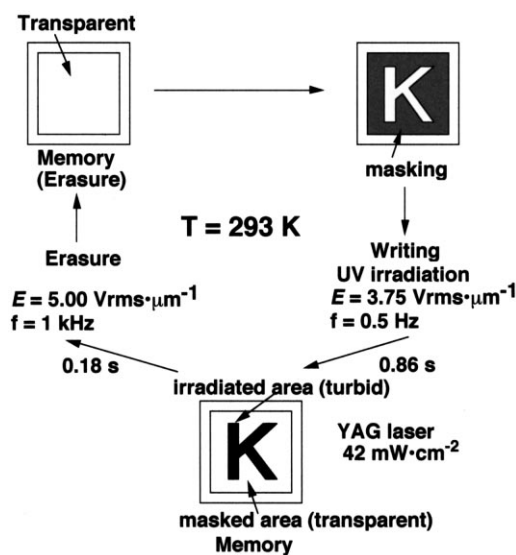 Transparent
K
Memory
(Erasure)
masking
T = 293 K
Erasure
E = 5.00 Vrms·μm⁻¹
f = 1 kHz
0.18 s
Writing
UV irradiation
E = 3.75 Vrms·μm⁻¹
f = 0.5 Hz
0.86 s
irradiated area (turbid)
K
YAG laser
42 mW·cm⁻²
masked area (transparent)
Memory